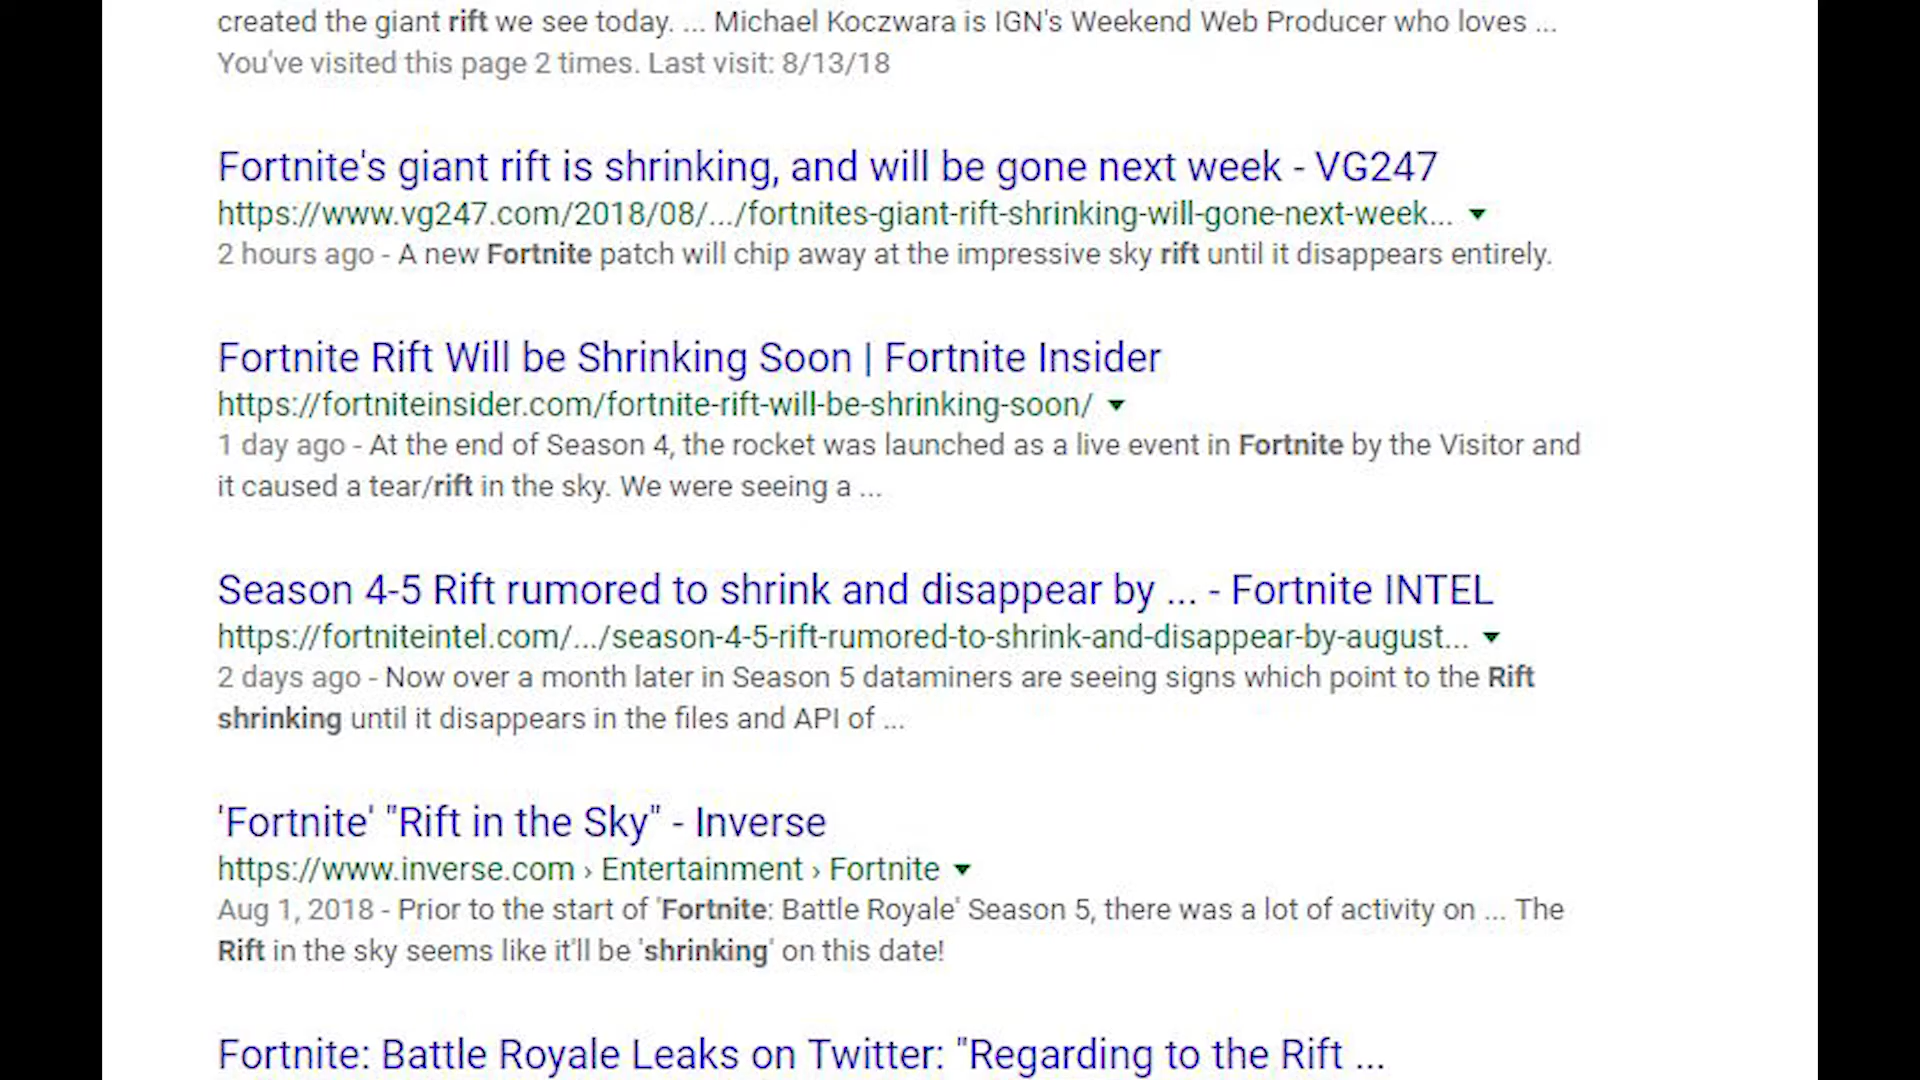 created the giant rift we see today. ... Michael Koczwara is IGN's Weekend Web Producer who loves ...
You've visited this page 2 times. Last visit: 8/13/18
Fortnite's giant rift is shrinking, and will be gone next week - VG247
https://www.vg247.com/2018/08/.../fortnites-giant-rift-shrinking-will-gone-next-week...
2 hours ago - A new Fortnite patch will chip away at the impressive sky rift until it disappears entirely.
Fortnite Rift Will be Shrinking Soon | Fortnite Insider
https://fortniteinsider.com/fortnite-rift-will-be-shrinking-soon/
1 day ago - At the end of Season 4, the rocket was launched as a live event in Fortnite by the Visitor and
it caused a tear/rift in the sky. We were seeing a ...
Season 4-5 Rift rumored to shrink and disappear by ... - Fortnite INTEL
https://fortniteintel.com/.../season-4-5-rift-rumored-to-shrink-and-disappear-by-august...
2 days ago - Now over a month later in Season 5 dataminers are seeing signs which point to the Rift
shrinking until it disappears in the files and API of ...
'Fortnite' "Rift in the Sky" - Inverse
https://www.inverse.com › Entertainment › Fortnite
Aug 1, 2018 - Prior to the start of 'Fortnite: Battle Royale' Season 5, there was a lot of activity on ... The
Rift in the sky seems like it'll be 'shrinking' on this date!
Fortnite: Battle Royale Leaks on Twitter: "Regarding to the Rift ...